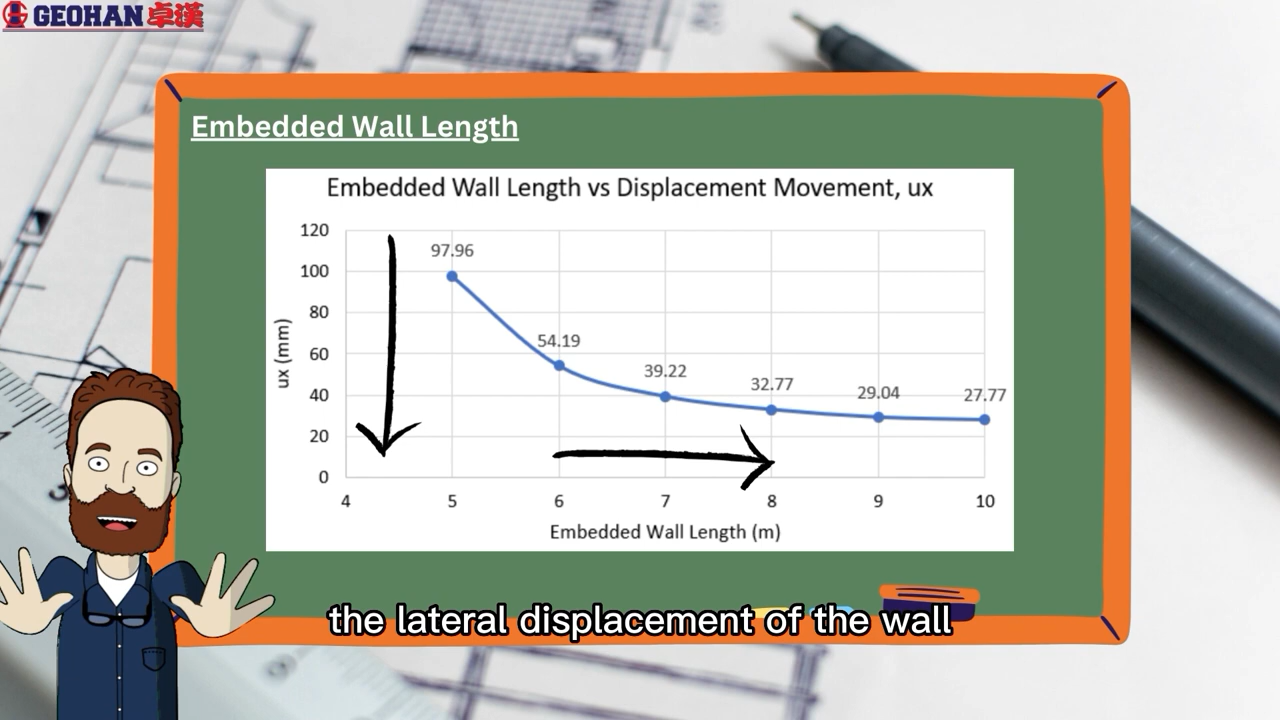 GEOHAN 卓漢
Embedded Wall Length
Embedded Wall Length vs Displacement Movement, ux
120
100
80
60
40
20
0
ux (mm)
97.96
54.19
39.22
32.77
29.04
27.77
4 5 6 7 8 9 10
Embedded Wall Length (m)
the lateral displacement of the wall